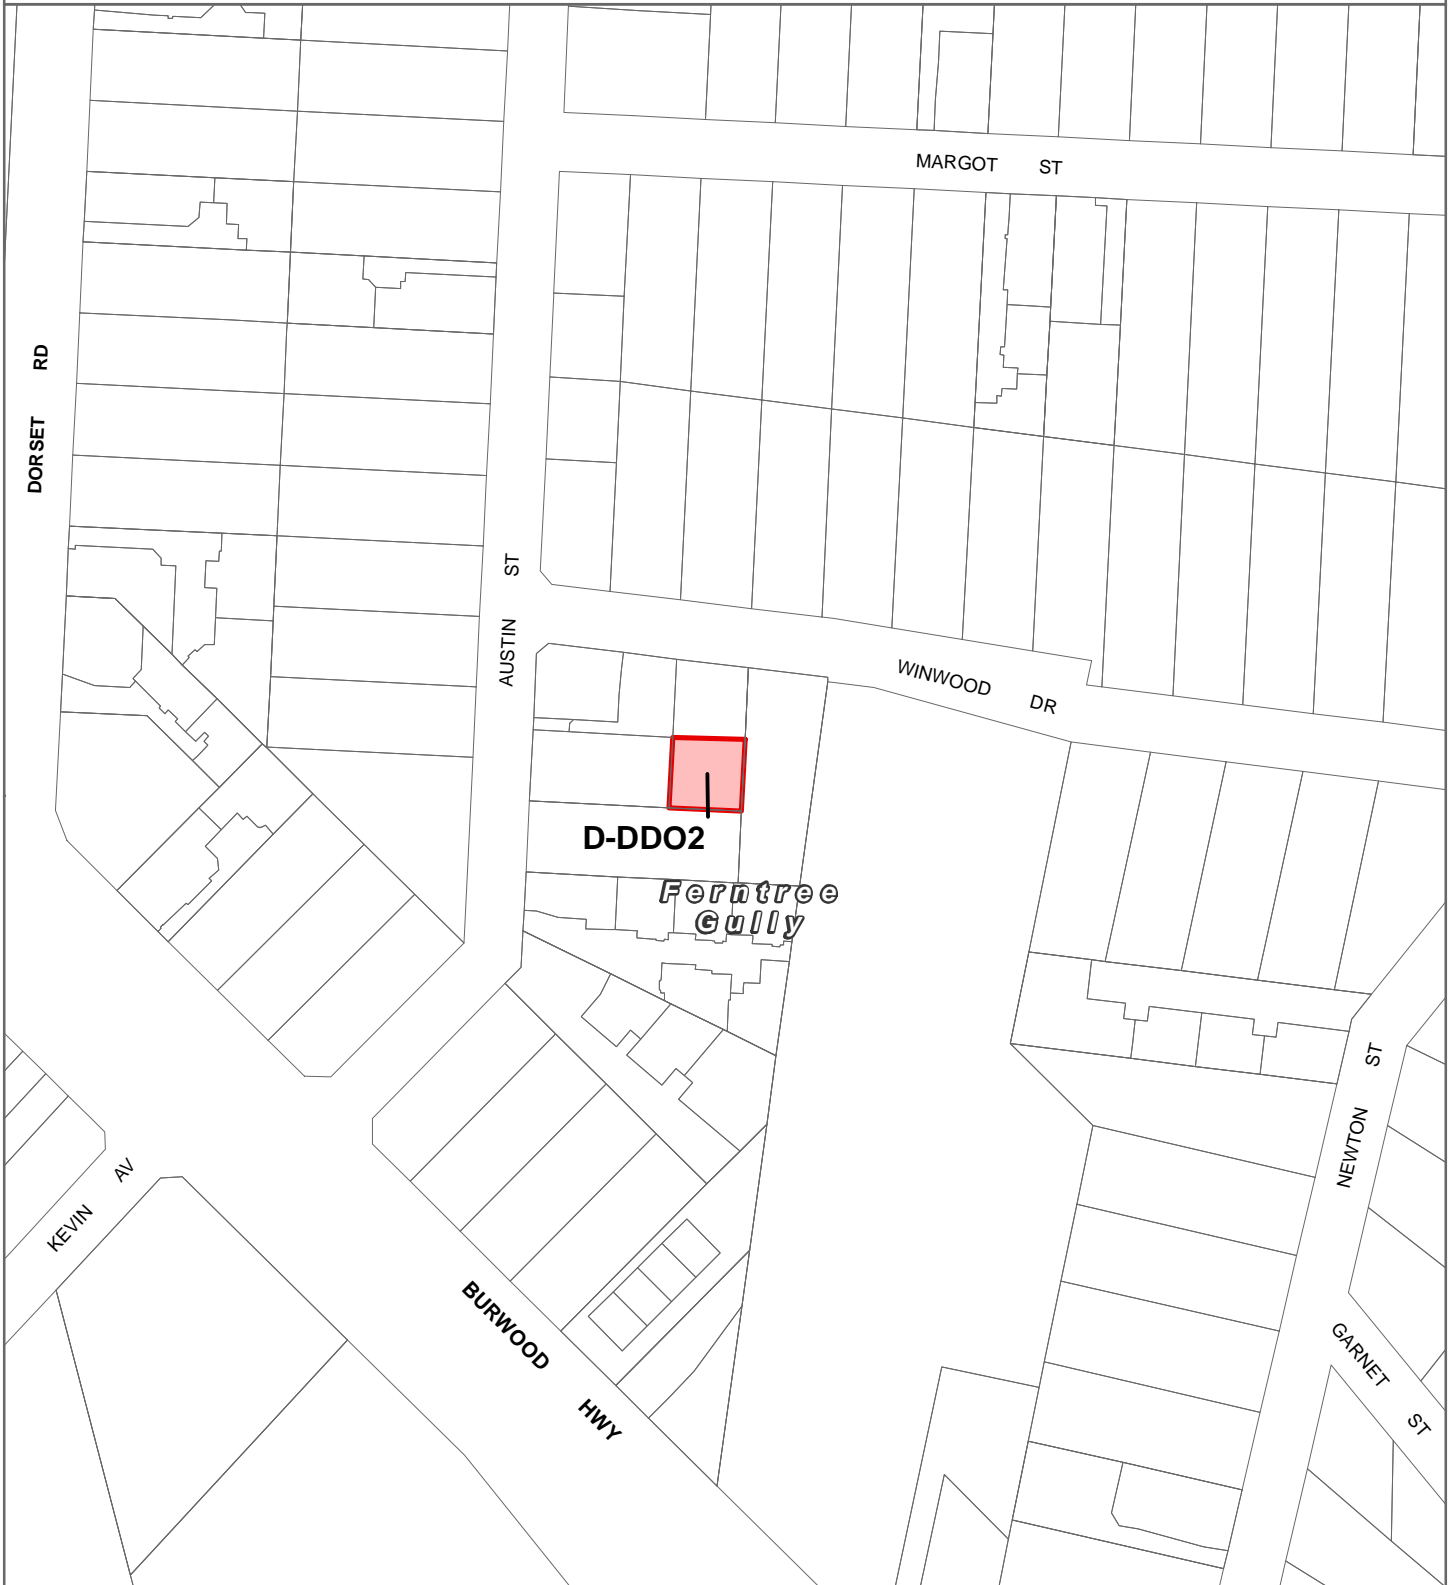 MARGOT ST
DORSET RD
AUSTIN ST
WINWOOD DR
D-DDO2
Ferntree
Gully
NEWTON ST
KEVIN AV
BURWOOD HWY
GARNET ST